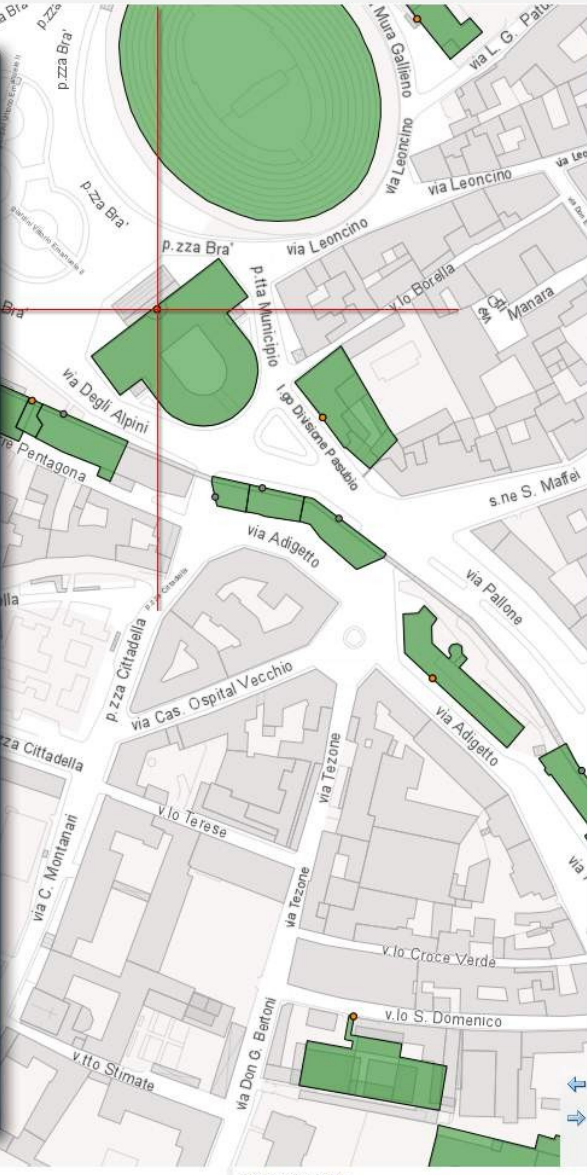 p.zza Bra'
Mura Gallieno
via Leoncino
via Leoncino
p.zza Bra'
p.zza Bra'
via Leoncino
p.tta Municipio
v.lo Borella
Manara
Bra'
via Degli Alpini
l.go Divisione Pasubio
Pentagona
s.ne S. Maffei
via Adigetto
via Pallone
p.zza Cittadella
p.zza Cittadella
via Cas. Ospital Vecchio
via Adigetto
via Tezone
za Cittadella
v.lo Terese
via C. Montanari
via Tezone
v.lo Croce Verde
v.lo S. Domenico
via Don G. Bertoni
v.tto Stimate